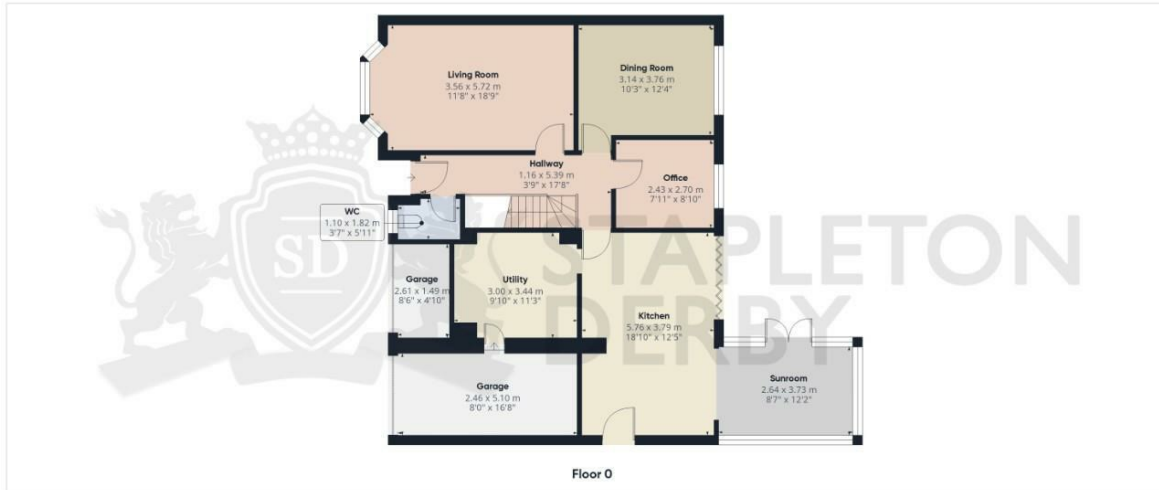 Living Room
3.56 x 5.72 m
11'8" x 18'9"
Dining Room
3.14 x 3.76 m
10'3" x 12'4"
Hallway
1.16 x 5.39 m
3'9" x 17'8"
Office
2.43 x 2.70 m
7'11" x 8'10"
WC
1.10 x 1.82 m
3'7" x 5'11"
SD
STAPLETON
DERBY
Garage
2.61 x 1.49 m
8'6" x 4'10"
Utility
3.00 x 3.44 m
9'10" x 11'3"
Kitchen
5.76 x 3.79 m
18'10" x 12'5"
Garage
2.46 x 5.10 m
8'0" x 16'8"
Sunroom
2.64 x 3.73 m
8'7" x 12'2"
Floor 0